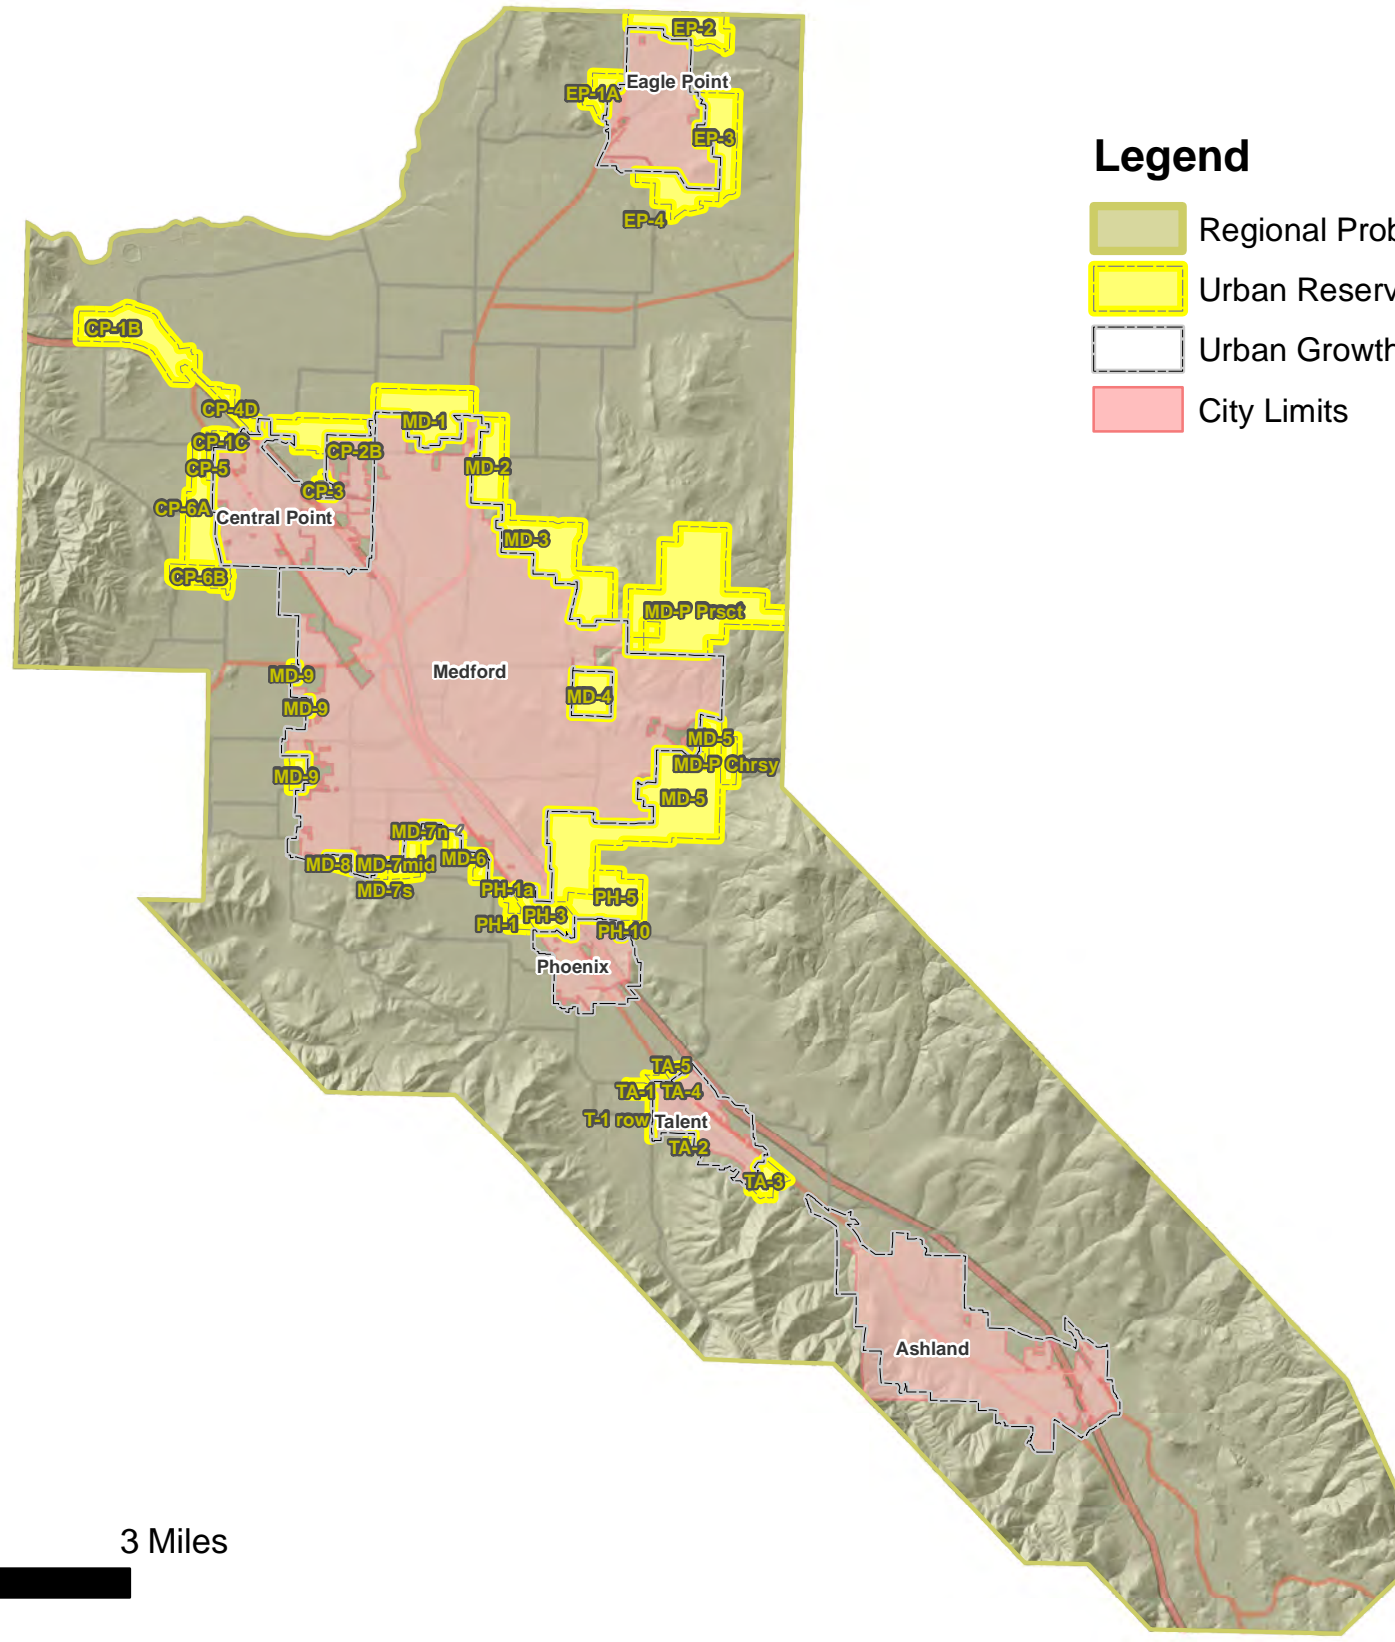 EP-2
Eagle Point
EP-1A
EP-3
EP-4
Legend
Regional Prob
Urban Reserv
Urban Growth
City Limits
CP-1B
CP-4D
CP-1C
CP-2B
CP-5
CP-3
CP-6A
Central Point
CP-6B
MD-1
MD-2
MD-3
MD-P Prsct
MD-9
Medford
MD-4
MD-9
MD-5
MD-P Chrsy
MD-9
MD-5
MD-7n
MD-8
MD-7mid
MD-6
MD-7s
PH-1a
PH-5
PH-1
PH-3
PH-10
Phoenix
TA-5
TA-1
TA-4
T-1 row
Talent
TA-2
TA-3
Ashland
3 Miles